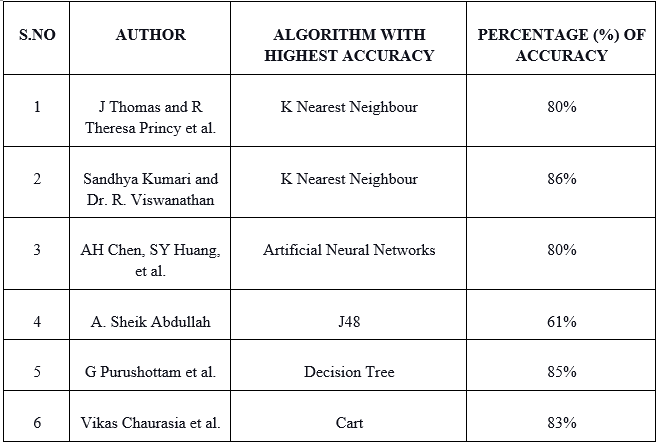 S.NO
AUTHOR
ALGORITHM WITH
HIGHEST ACCURACY
PERCENTAGE (%) OF
ACCURACY
1
J Thomas and R
Theresa Princy et al.
K Nearest Neighbour
80%
2
Sandhya Kumari and
Dr. R. Viswanathan
K Nearest Neighbour
86%
3
AH Chen, SY Huang,
et al.
Artificial Neural Networks
80%
4
A. Sheik Abdullah
J48
61%
5
G Purushottam et al.
Decision Tree
85%
6
Vikas Chaurasia et al.
Cart
83%